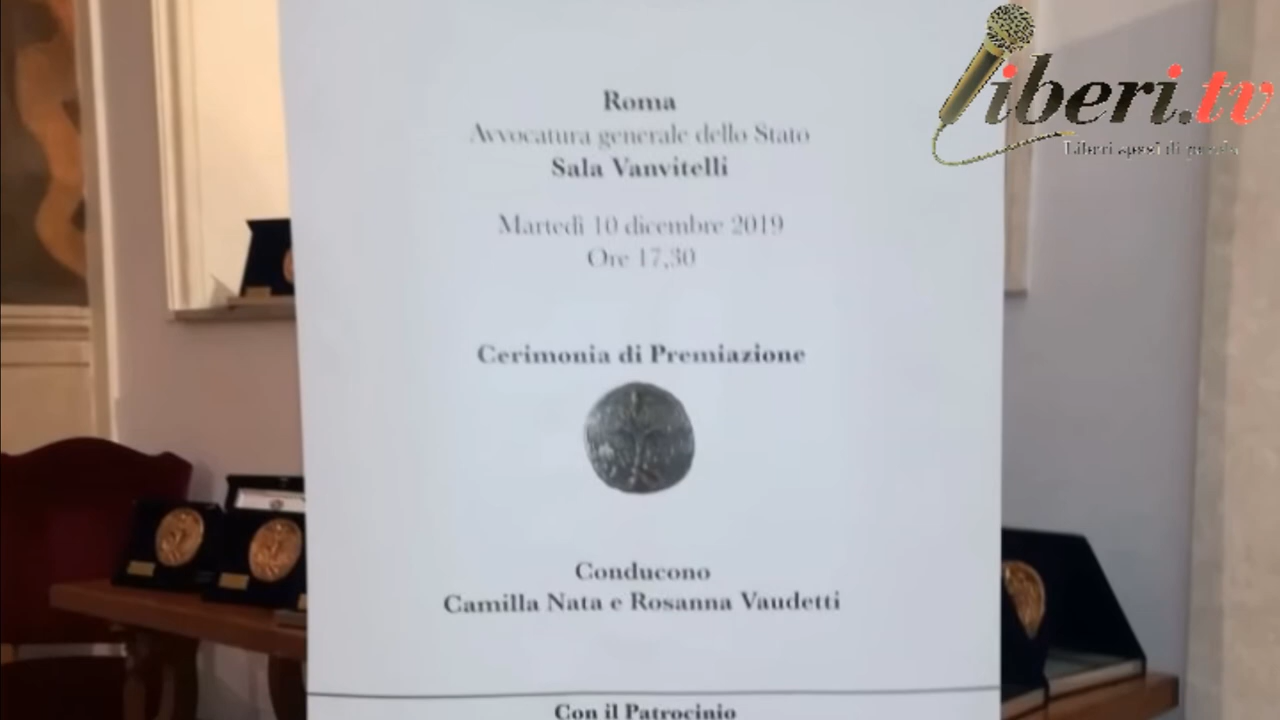 Roma
Avvocatura generale dello Stato
Sala Vanvitelli
Martedì 10 dicembre 2019
Ore 17,30
Cerimonia di Premiazione
Conducono
Camilla Nata e Rosanna Vaudetti
Con il Patrocinio
liberi.tv
Liberi spazi di parola